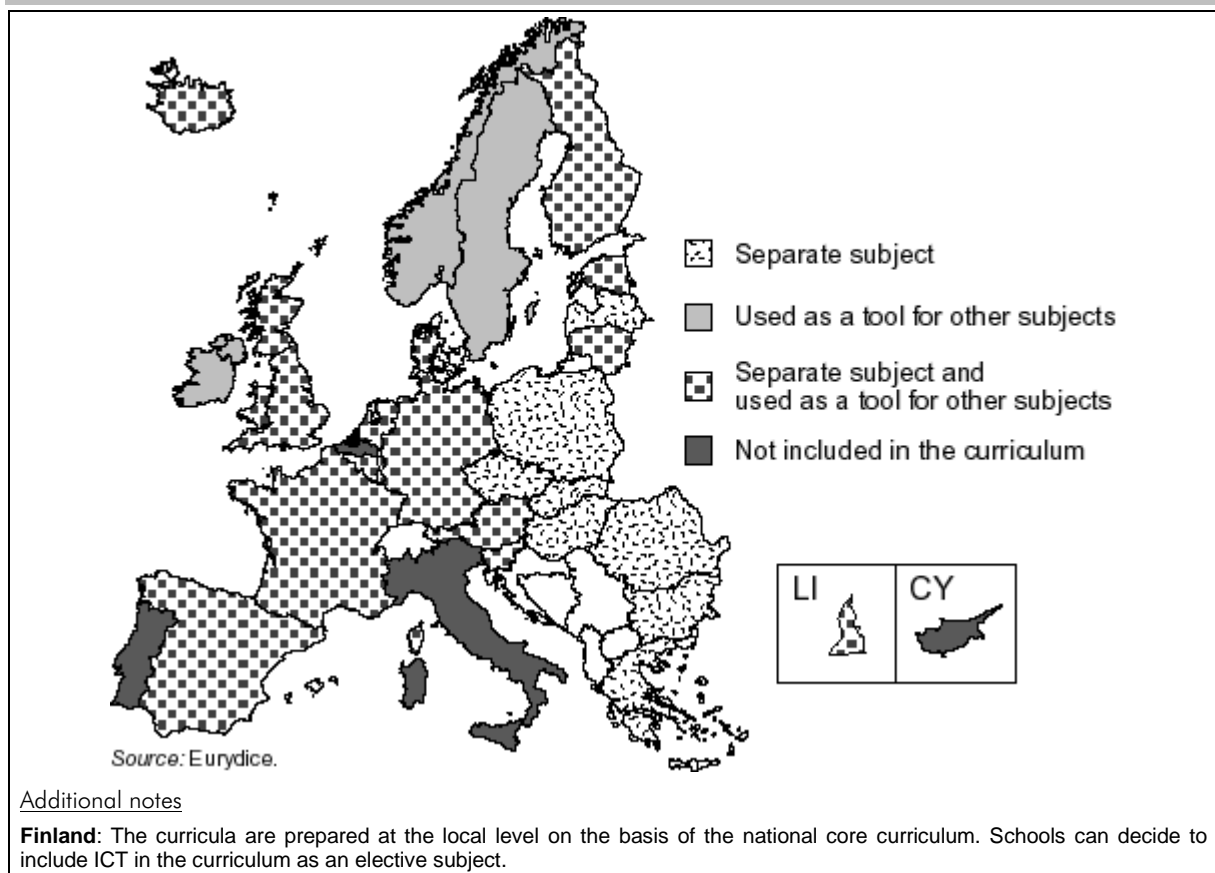 Separate subject
Used as a tool for other subjects
Separate subject and
used as a tool for other subjects
Not included in the curriculum
LI
CY
Source: Eurydice.
Additional notes
Finland: The curricula are prepared at the local level on the basis of the national core curriculum. Schools can decide to
include ICT in the curriculum as an elective subject.